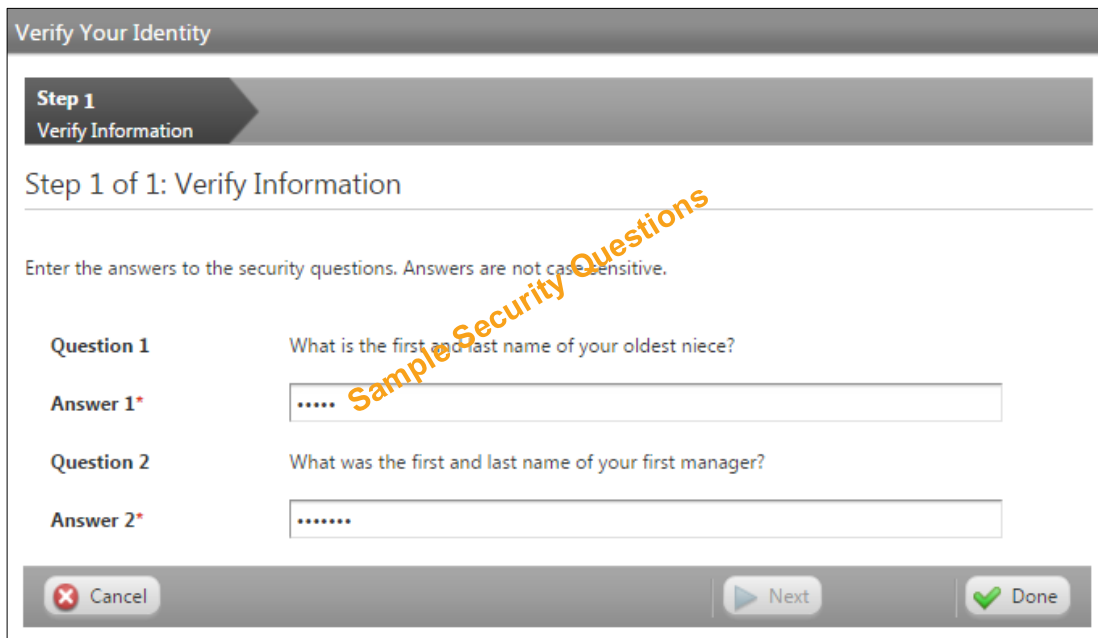 Verify Your Identity
Step 1
Verify Information
Step 1 of 1: Verify Information
Sample Security Questions
Enter the answers to the security questions. Answers are not case sensitive.
Question 1 What is the first and last name of your oldest niece?
Answer 1* •••••
Question 2 What was the first and last name of your first manager?
Answer 2* •••••••
Cancel Next Done